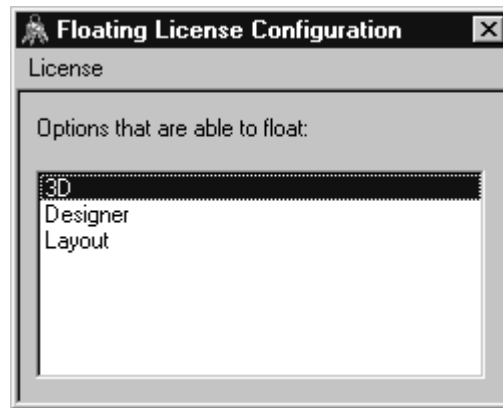 Floating License Configuration
License
Options that are able to float:
3D
Designer
Layout